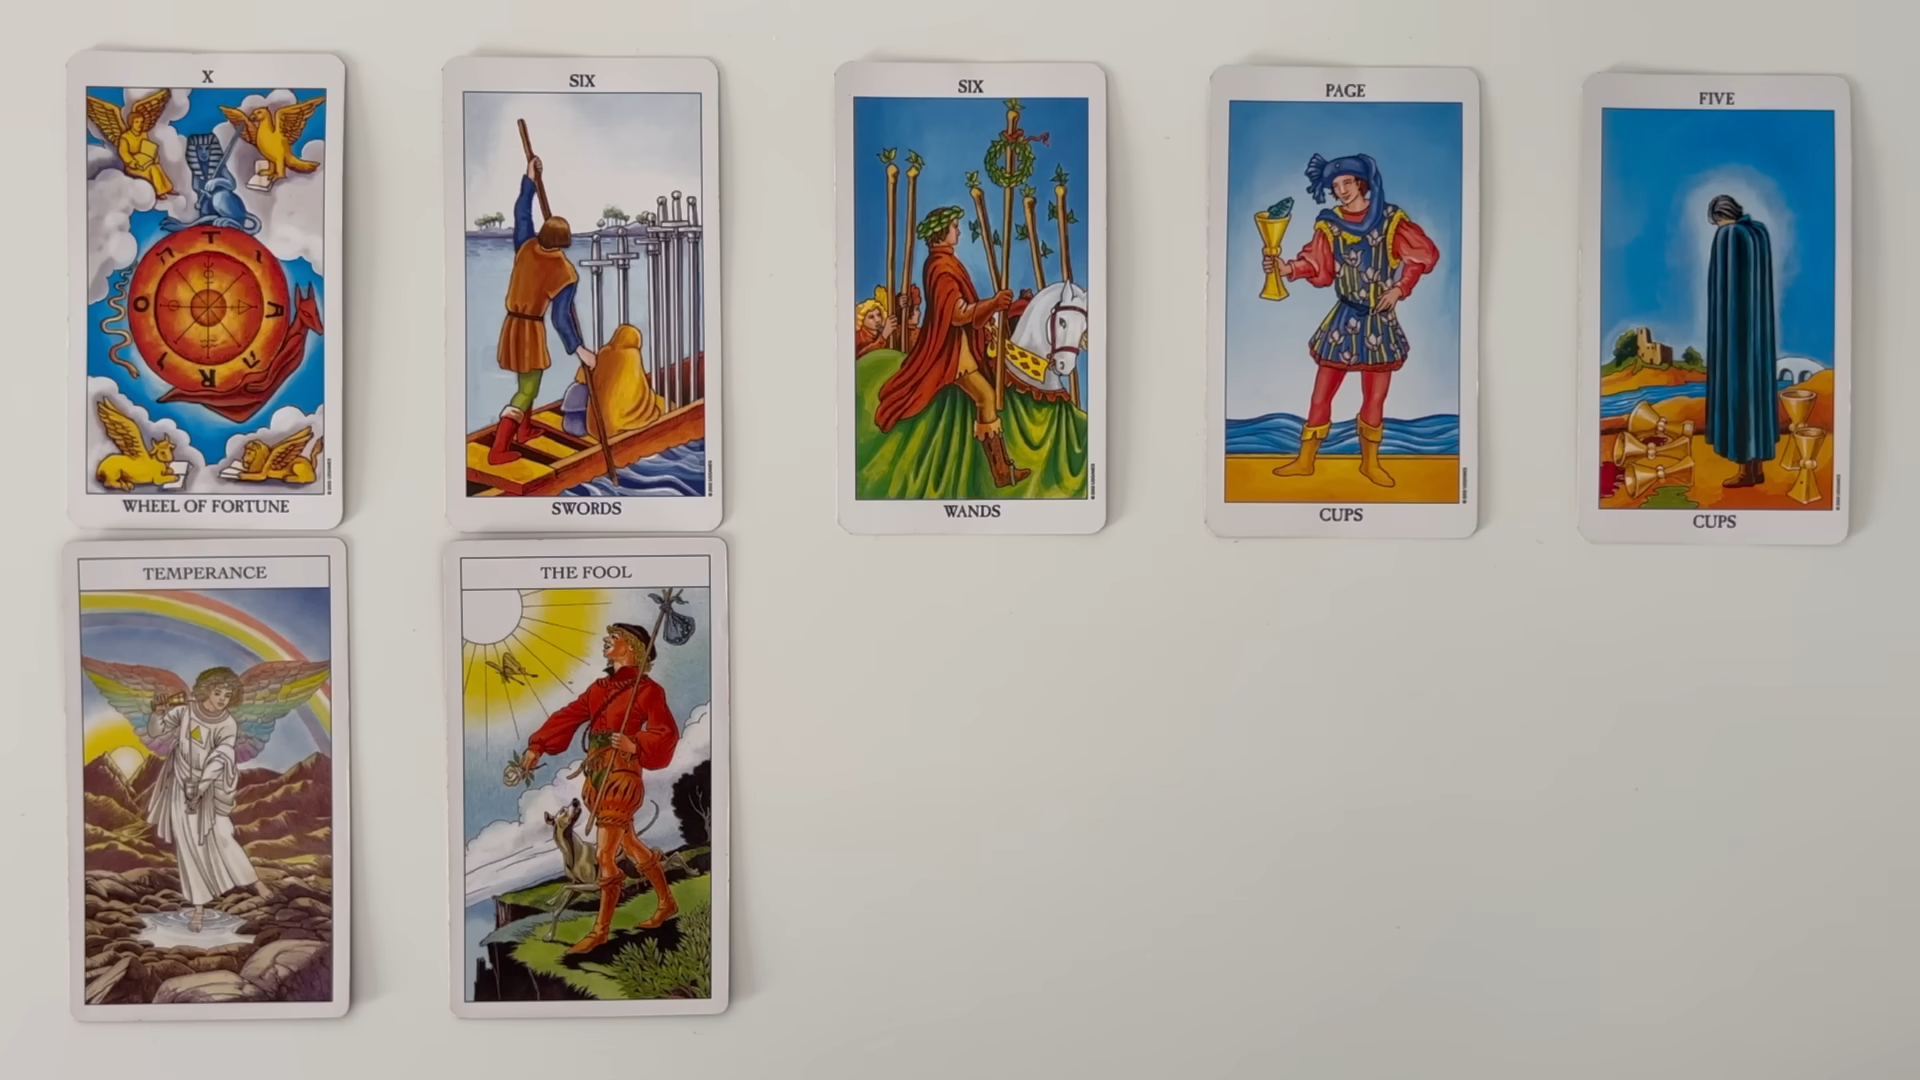 X
WHEEL OF FORTUNE
SIX
SWORDS
SIX
WANDS
PAGE
CUPS
FIVE
CUPS
TEMPERANCE
THE FOOL